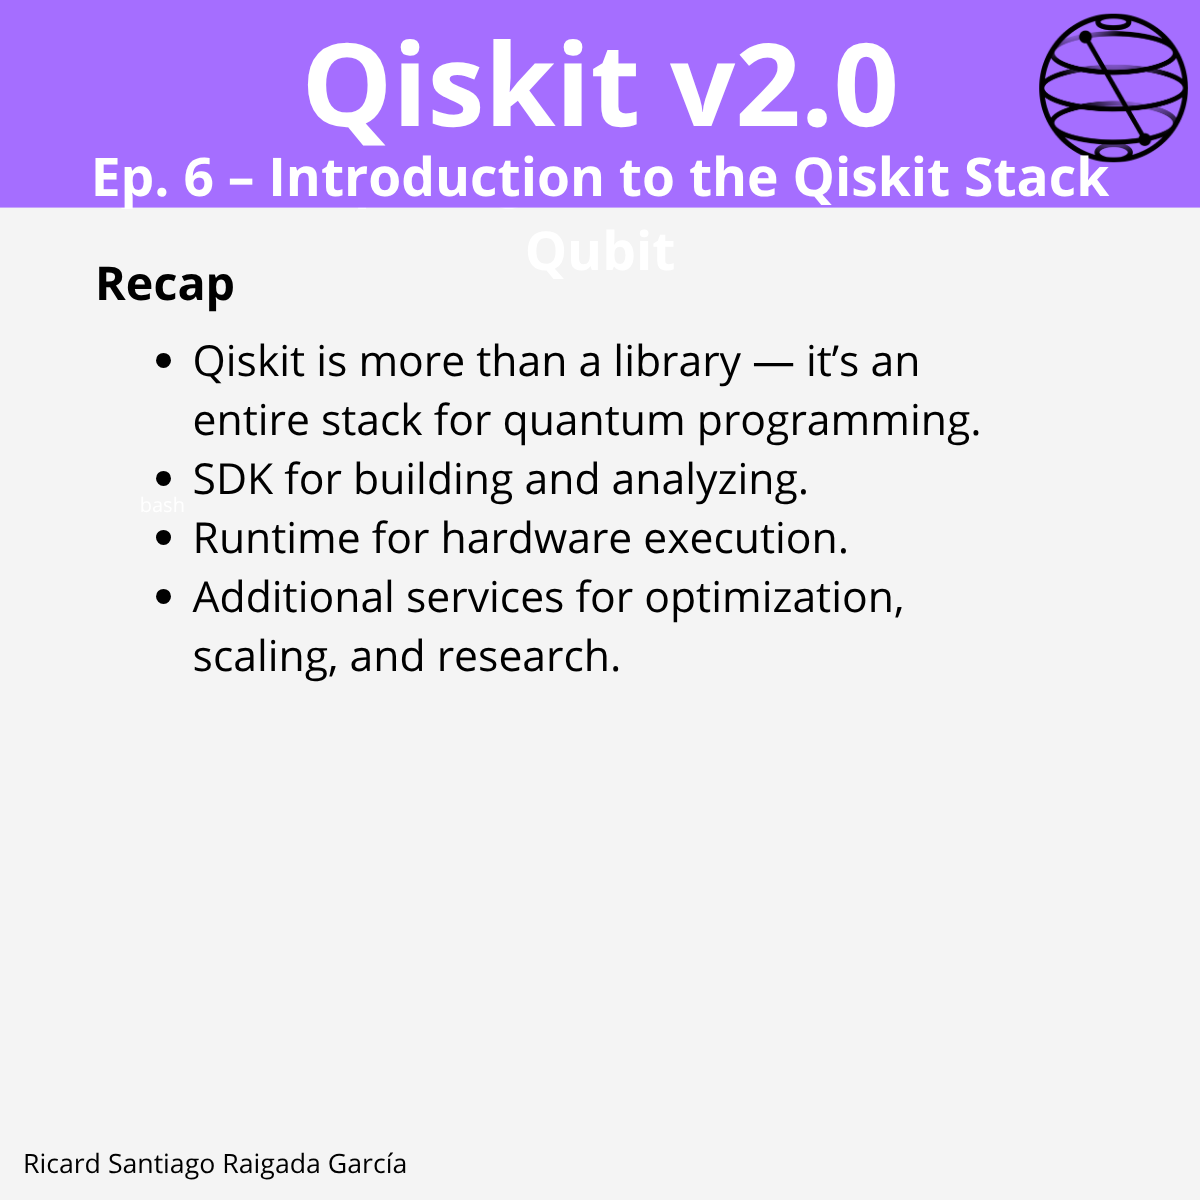 Qiskit v2.0
Ep. 6 – Introduction to the Qiskit Stack
Qubit
Recap
• Qiskit is more than a library — it’s an
entire stack for quantum programming.
• SDK for building and analyzing.
bash
• Runtime for hardware execution.
• Additional services for optimization,
scaling, and research.
Ricard Santiago Raigada García